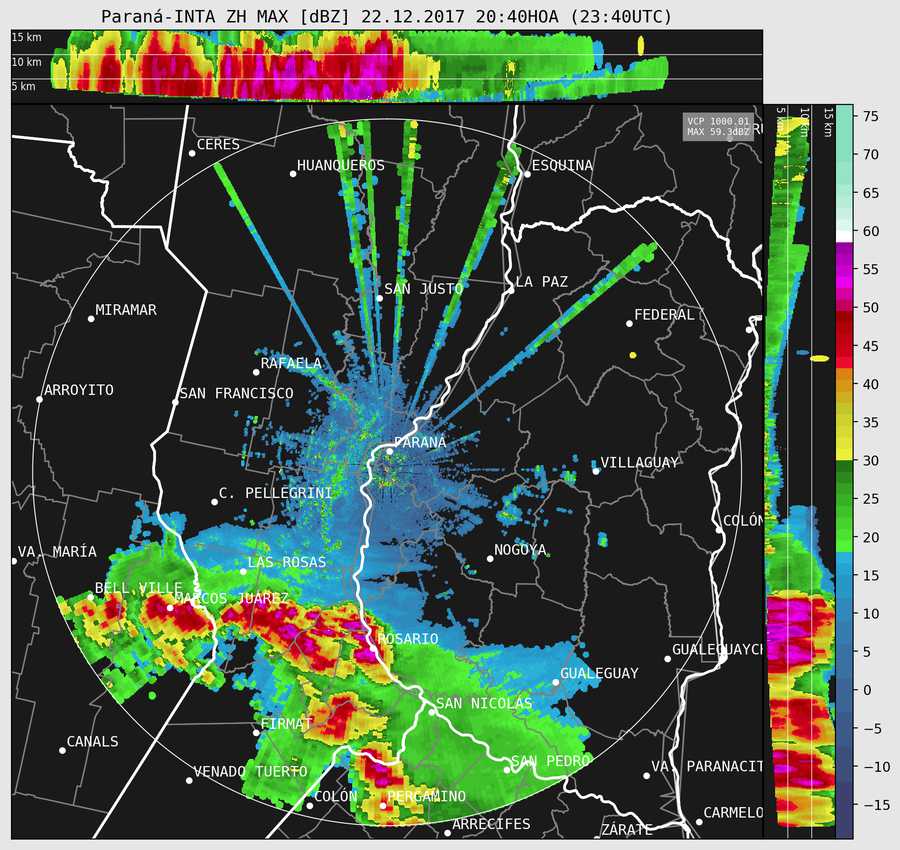 Paraná-INTA ZH MAX [dBZ] 22.12.2017 20:40HOA (23:40UTC)
15 km
10 km
5 km
VCP 1000.01
MAX 59.3dBZ
5 km
10 km
15 km
CERES
HUANQUEROS
ESQUINA
SAN JUSTO
LA PAZ
MIRAMAR
FEDERAL
RAFAELA
ARROYITO
SAN FRANCISCO
PARANÁ
VILLAGUAY
C. PELLEGRINI
COLÓN
VA. MARÍA
NOGOYA
LAS ROSAS
BELL VILLE
MARCOS JUÁREZ
ROSARIO
GUALEGUAYCH
GUALEGUAY
SAN NICOLÁS
FIRMAT
CANALS
SAN PEDRO
VENADO TUERTO
VA. PARANACIT
COLÓN
PERGAMINO
CARMELO
ARRECIFES
ZÁRATE
75
70
65
60
55
50
45
40
35
30
25
20
15
10
5
0
−5
−10
−15